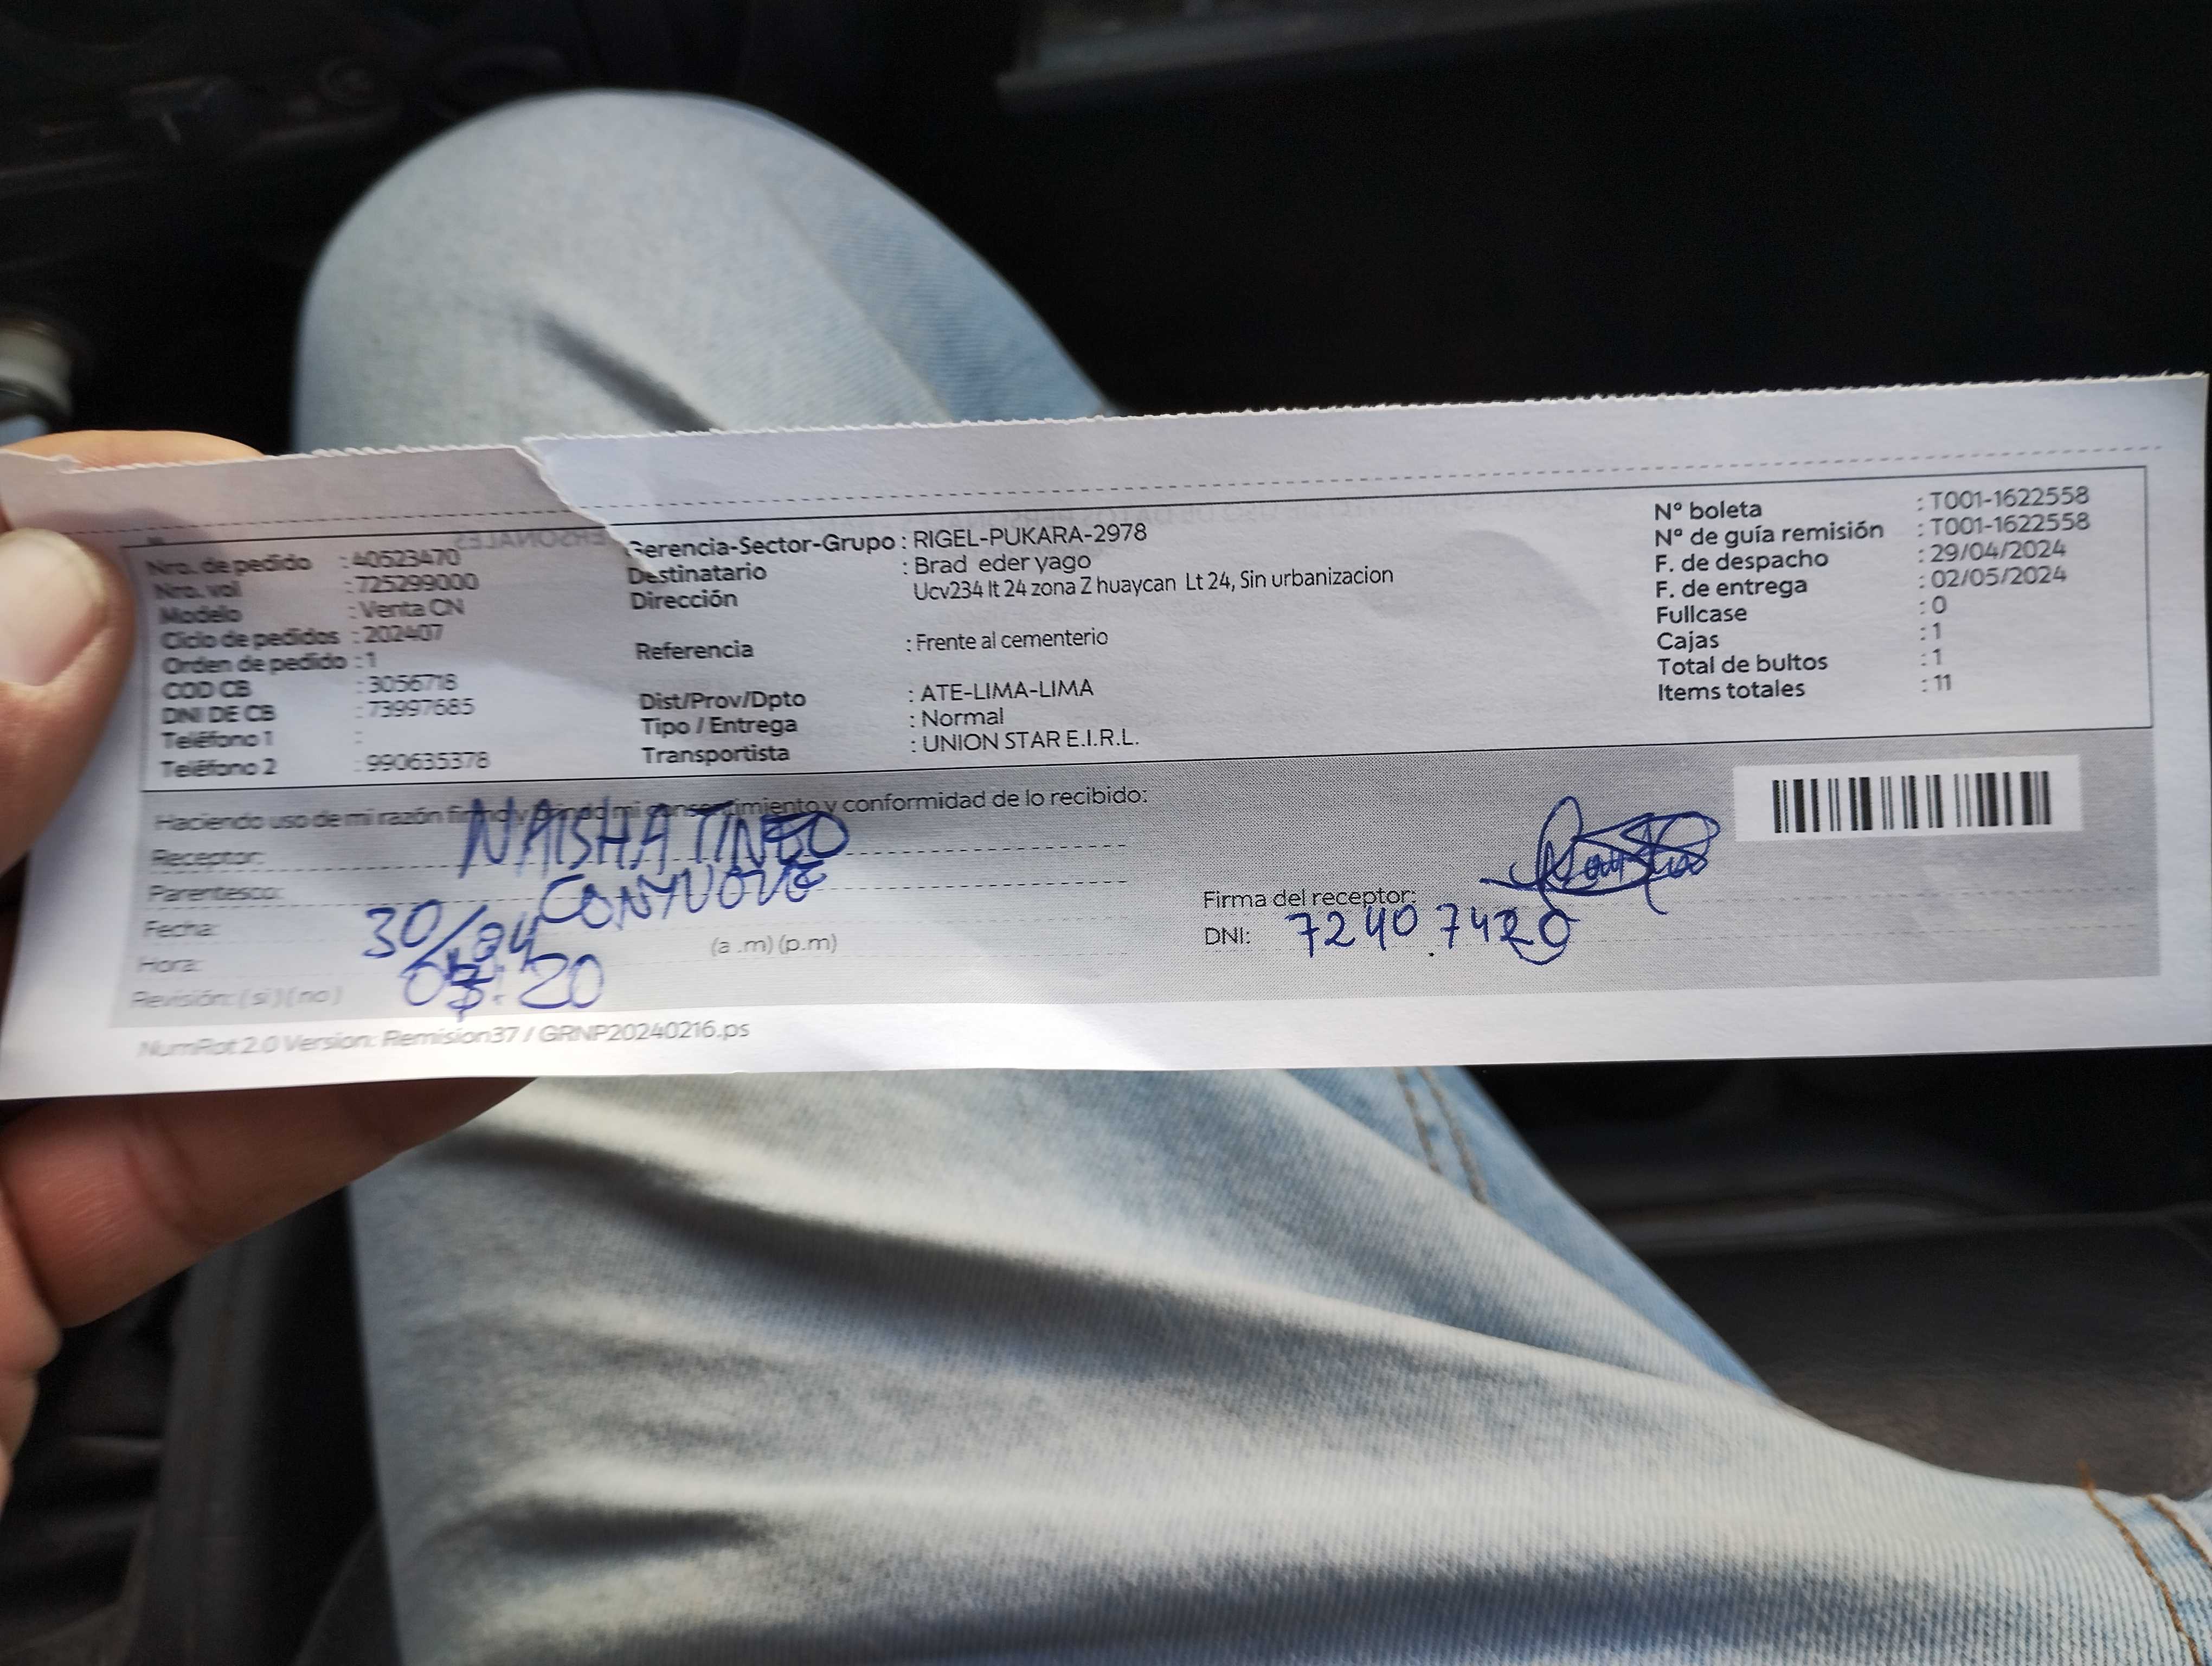 Nro. de pedido : 40523470
Nro. vol : 725299000
Modelo : Venta CN
Ciclo de pedidos : 202407
Orden de pedido : 1
COD CB : 3056718
DNI DE CB : 73997685
Teléfono 1 :
Teléfono 2 : 990635378
Gerencia-Sector-Grupo : RIGEL-PUKARA-2978
Destinatario : Brad eder yago
Dirección Ucv234 lt 24 zona Z huaycan Lt 24, Sin urbanizacion
Referencia : Frente al cementerio
Dist/Prov/Dpto : ATE-LIMA-LIMA
Tipo / Entrega : Normal
Transportista : UNION STAR E.I.R.L.
N° boleta : T001-1622558
N° de guía remisión : T001-1622558
F. de despacho : 29/04/2024
F. de entrega : 02/05/2024
Fullcase : 0
Cajas : 1
Total de bultos : 1
Items totales : 11
Haciendo uso de mi razón firmo y brindo mi consentimiento y conformidad de lo recibido:
Receptor: NAISHA TINEO
Parentesco: CONYUVUE
Fecha: 30/04
Hora: (a .m) (p.m)
Revisión: ( si ) ( no )
Firma del receptor:
DNI:
NumRot 2.0 Version: Remision37 / GRNP20240216.ps